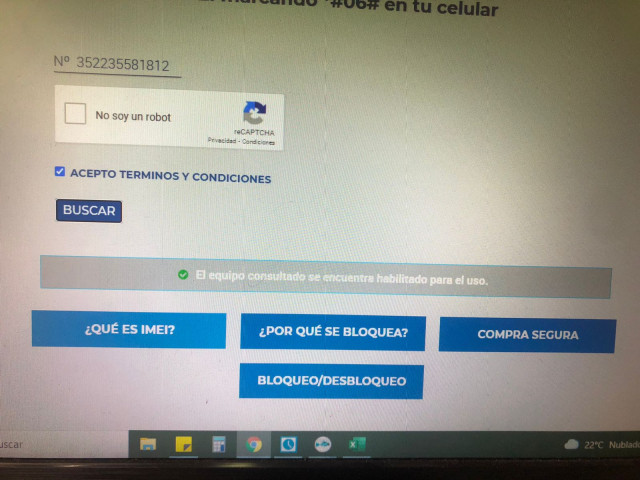 marcando *#06# en tu celular
Nº 352235581812
No soy un robot
reCAPTCHA
Privacidad - Condiciones
ACEPTO TERMINOS Y CONDICIONES
BUSCAR
El equipo consultado se encuentra habilitado para el uso.
¿QUÉ ES IMEI?
¿POR QUÉ SE BLOQUEA?
COMPRA SEGURA
BLOQUEO/DESBLOQUEO
uscar
22°C Nublado